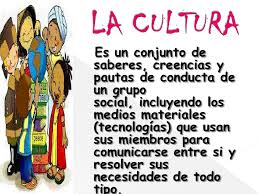 LA CULTURA
Es un conjunto de
saberes, creencias y
pautas de conducta de
un grupo
social, incluyendo los
medios materiales
(tecnologías) que usan
sus miembros para
comunicarse entre si y
resolver sus
necesidades de todo
tipo.